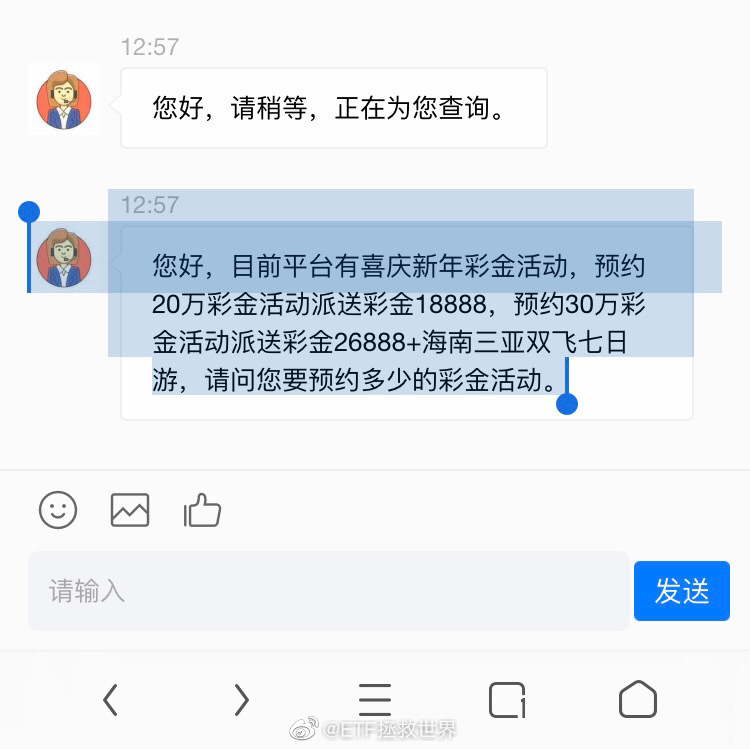 12:57
您好，请稍等，正在为您查询。
12:57
您好，目前平台有喜庆新年彩金活动，预约
20万彩金活动派送彩金18888，预约30万彩
金活动派送彩金26888+海南三亚双飞七日
游，请问您要预约多少的彩金活动。
请输入
发送
1
@ETF拯救世界